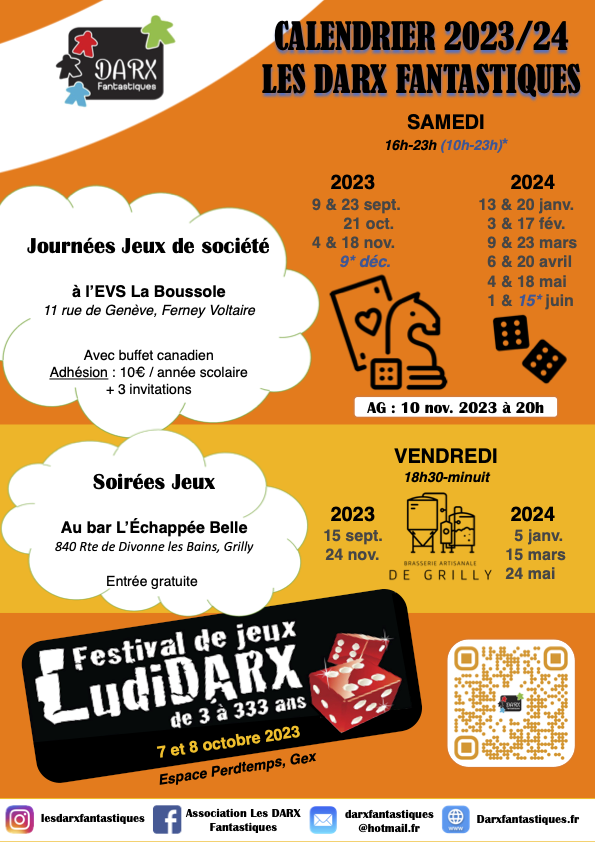 DARX
Fantastiques
CALENDRIER 2023/24
LES DARX FANTASTIQUES
SAMEDI
16h-23h (10h-23h)*
2023
9 & 23 sept.
21 oct.
4 & 18 nov.
9* déc.
2024
13 & 20 janv.
3 & 17 fév.
9 & 23 mars
6 & 20 avril
4 & 18 mai
1 & 15* juin
Journées Jeux de société
à l'EVS La Boussole
11 rue de Genève, Ferney Voltaire
Avec buffet canadien
Adhésion : 10€ / année scolaire
+ 3 invitations
AG : 10 nov. 2023 à 20h
Soirées Jeux
Au bar L'Échappée Belle
840 Rte de Divonne les Bains, Grilly
Entrée gratuite
VENDREDI
18h30-minuit
2023
15 sept.
24 nov.
BRASSERIE ARTISANALE
DE GRILLY
2024
5 janv.
15 mars
24 mai
Festival de jeux
LudiDARX
de 3 à 333 ans
7 et 8 octobre 2023
Espace Perdtemps, Gex
DARX
lesdarxfantastiques
Association Les DARX
Fantastiques
darxfantastiques
@hotmail.fr
www
Darxfantastiques.fr